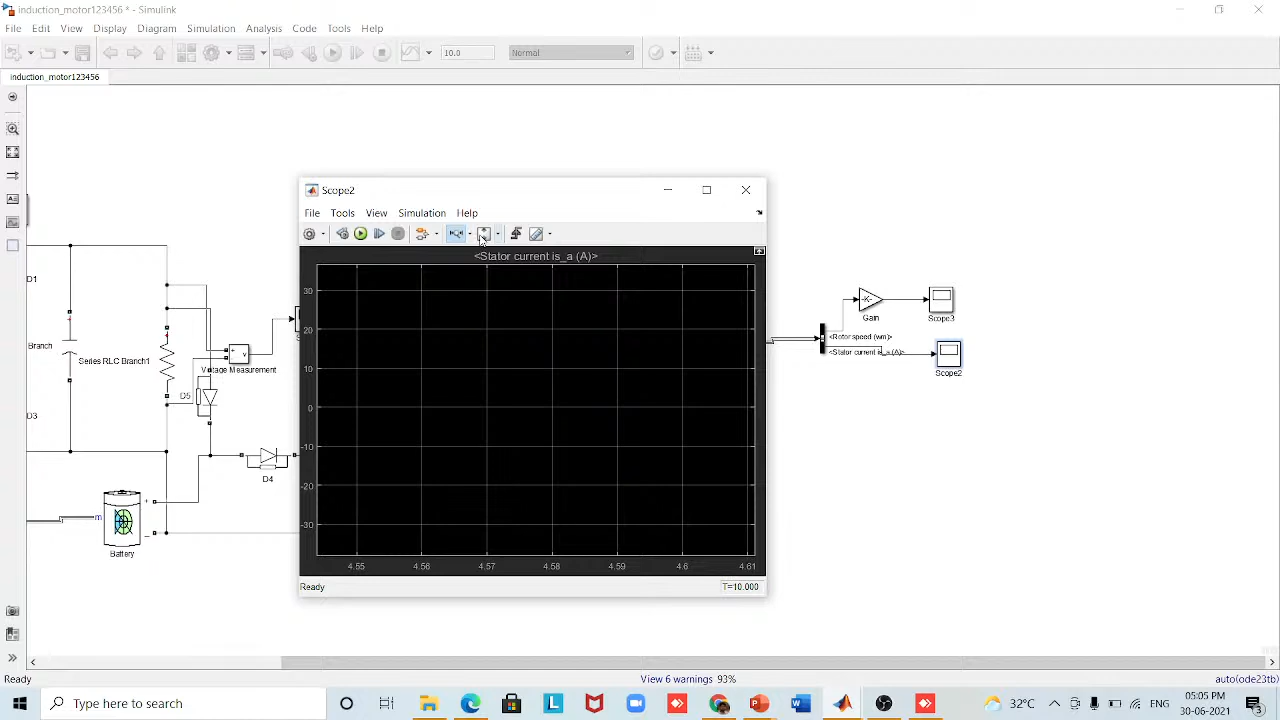 induction_motor123456 * - Simulink
File Edit View Display Diagram Simulation Analysis Code Tools Help
10.0 Normal
induction_motor123456
Scope2
File Tools View Simulation Help
<Stator current is_a (A)>
30
20
10
0
-10
-20
-30
4.55 4.56 4.57 4.58 4.59 4.6 4.61
Ready T=10.000
D1
Branch
Series RLC Branch1
D3
D5
Voltage Measurement
D4
m
Battery
Gain
Scope3
<Rotor speed (wm)>
<Stator current is_a (A)>
Scope2
Ready View 6 warnings 93% auto(ode23tb)
Type here to search
32°C ENG 05:05 PM
30-06-2021
3